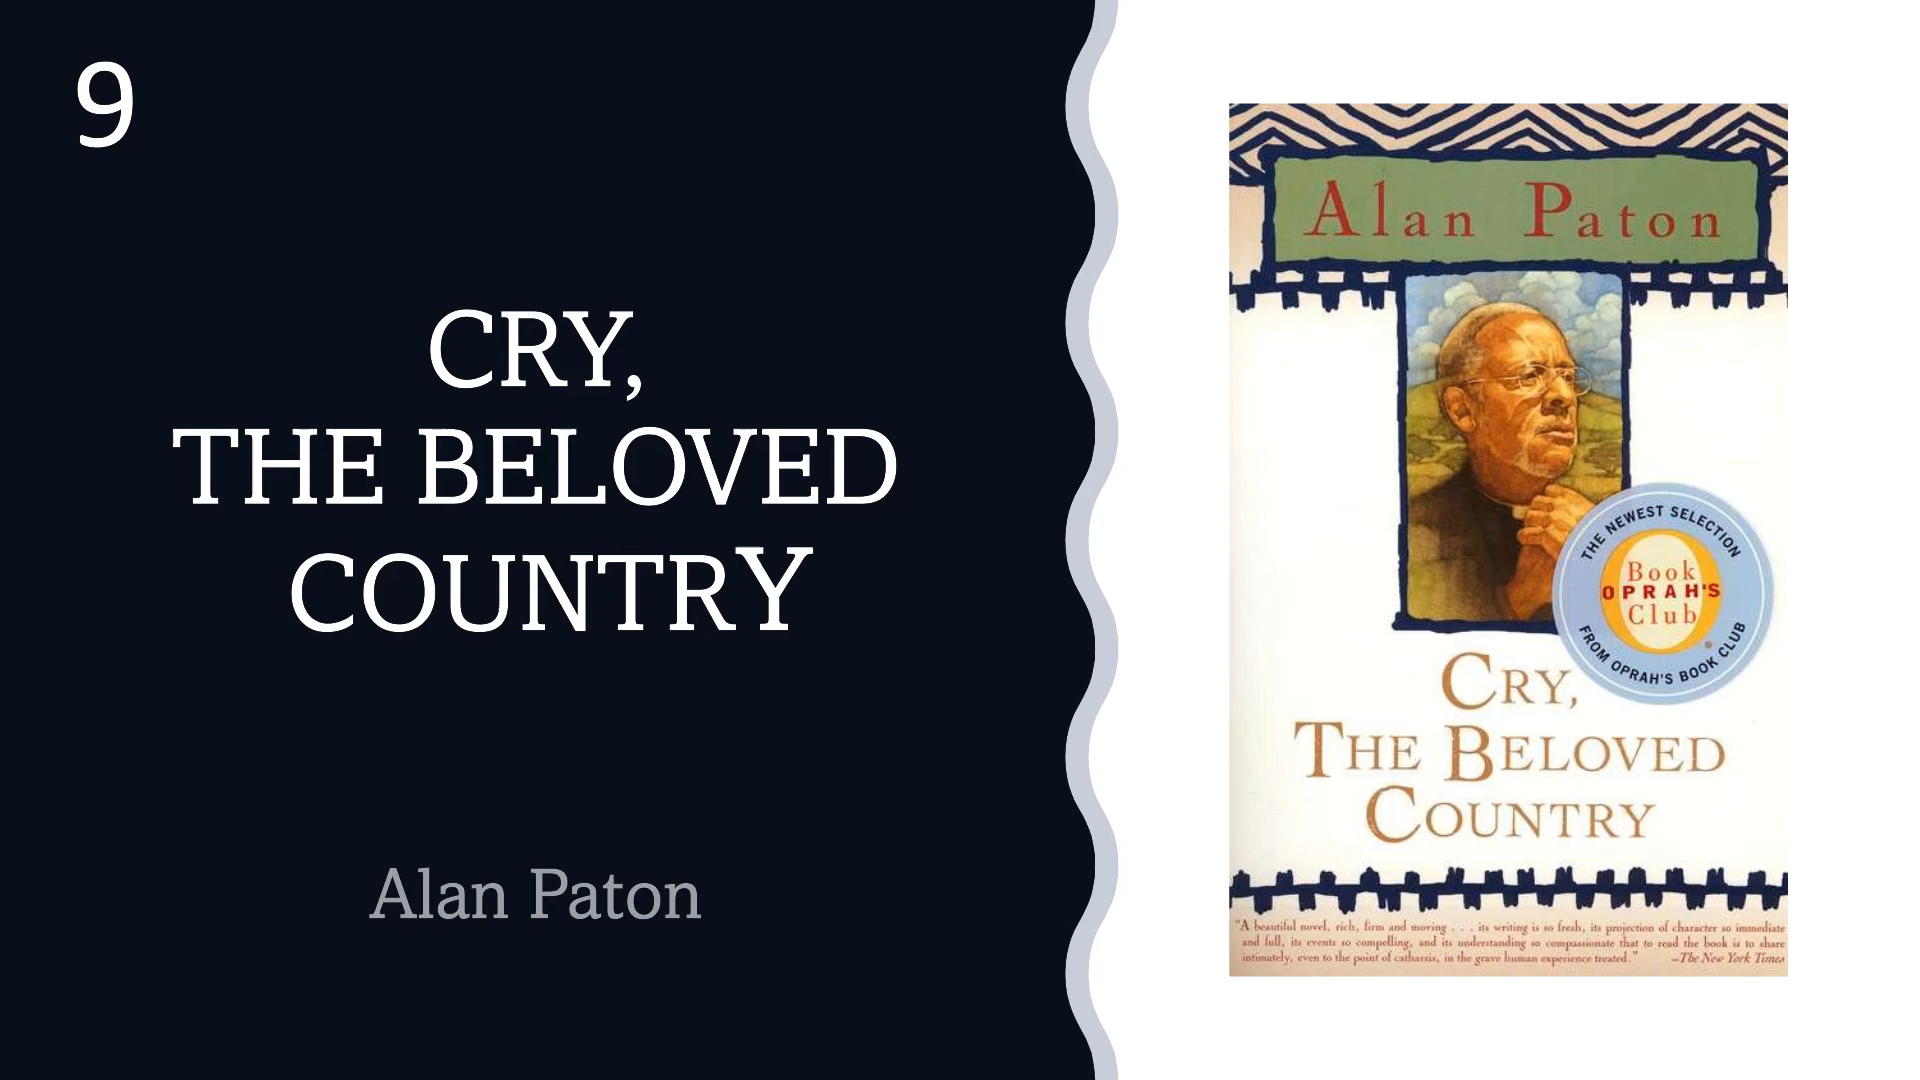 9
CRY,
THE BELOVED
COUNTRY
Alan Paton
Alan Paton
THE NEWEST SELECTION
Book
OPRAH'S
Club
FROM OPRAH'S BOOK CLUB
CRY,
THE BELOVED
COUNTRY
"A beautiful novel, rich, firm and moving . . . its writing is so fresh, its projection of character so immediate
and full, its events so compelling, and its understanding so compassionate that to read the book is to share
intimately, even to the point of catharsis, in the grave human experience treated." –The New York Times